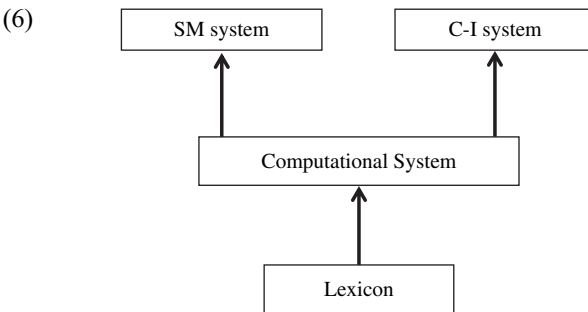 (6)
SM system
C-I system
Computational System
Lexicon